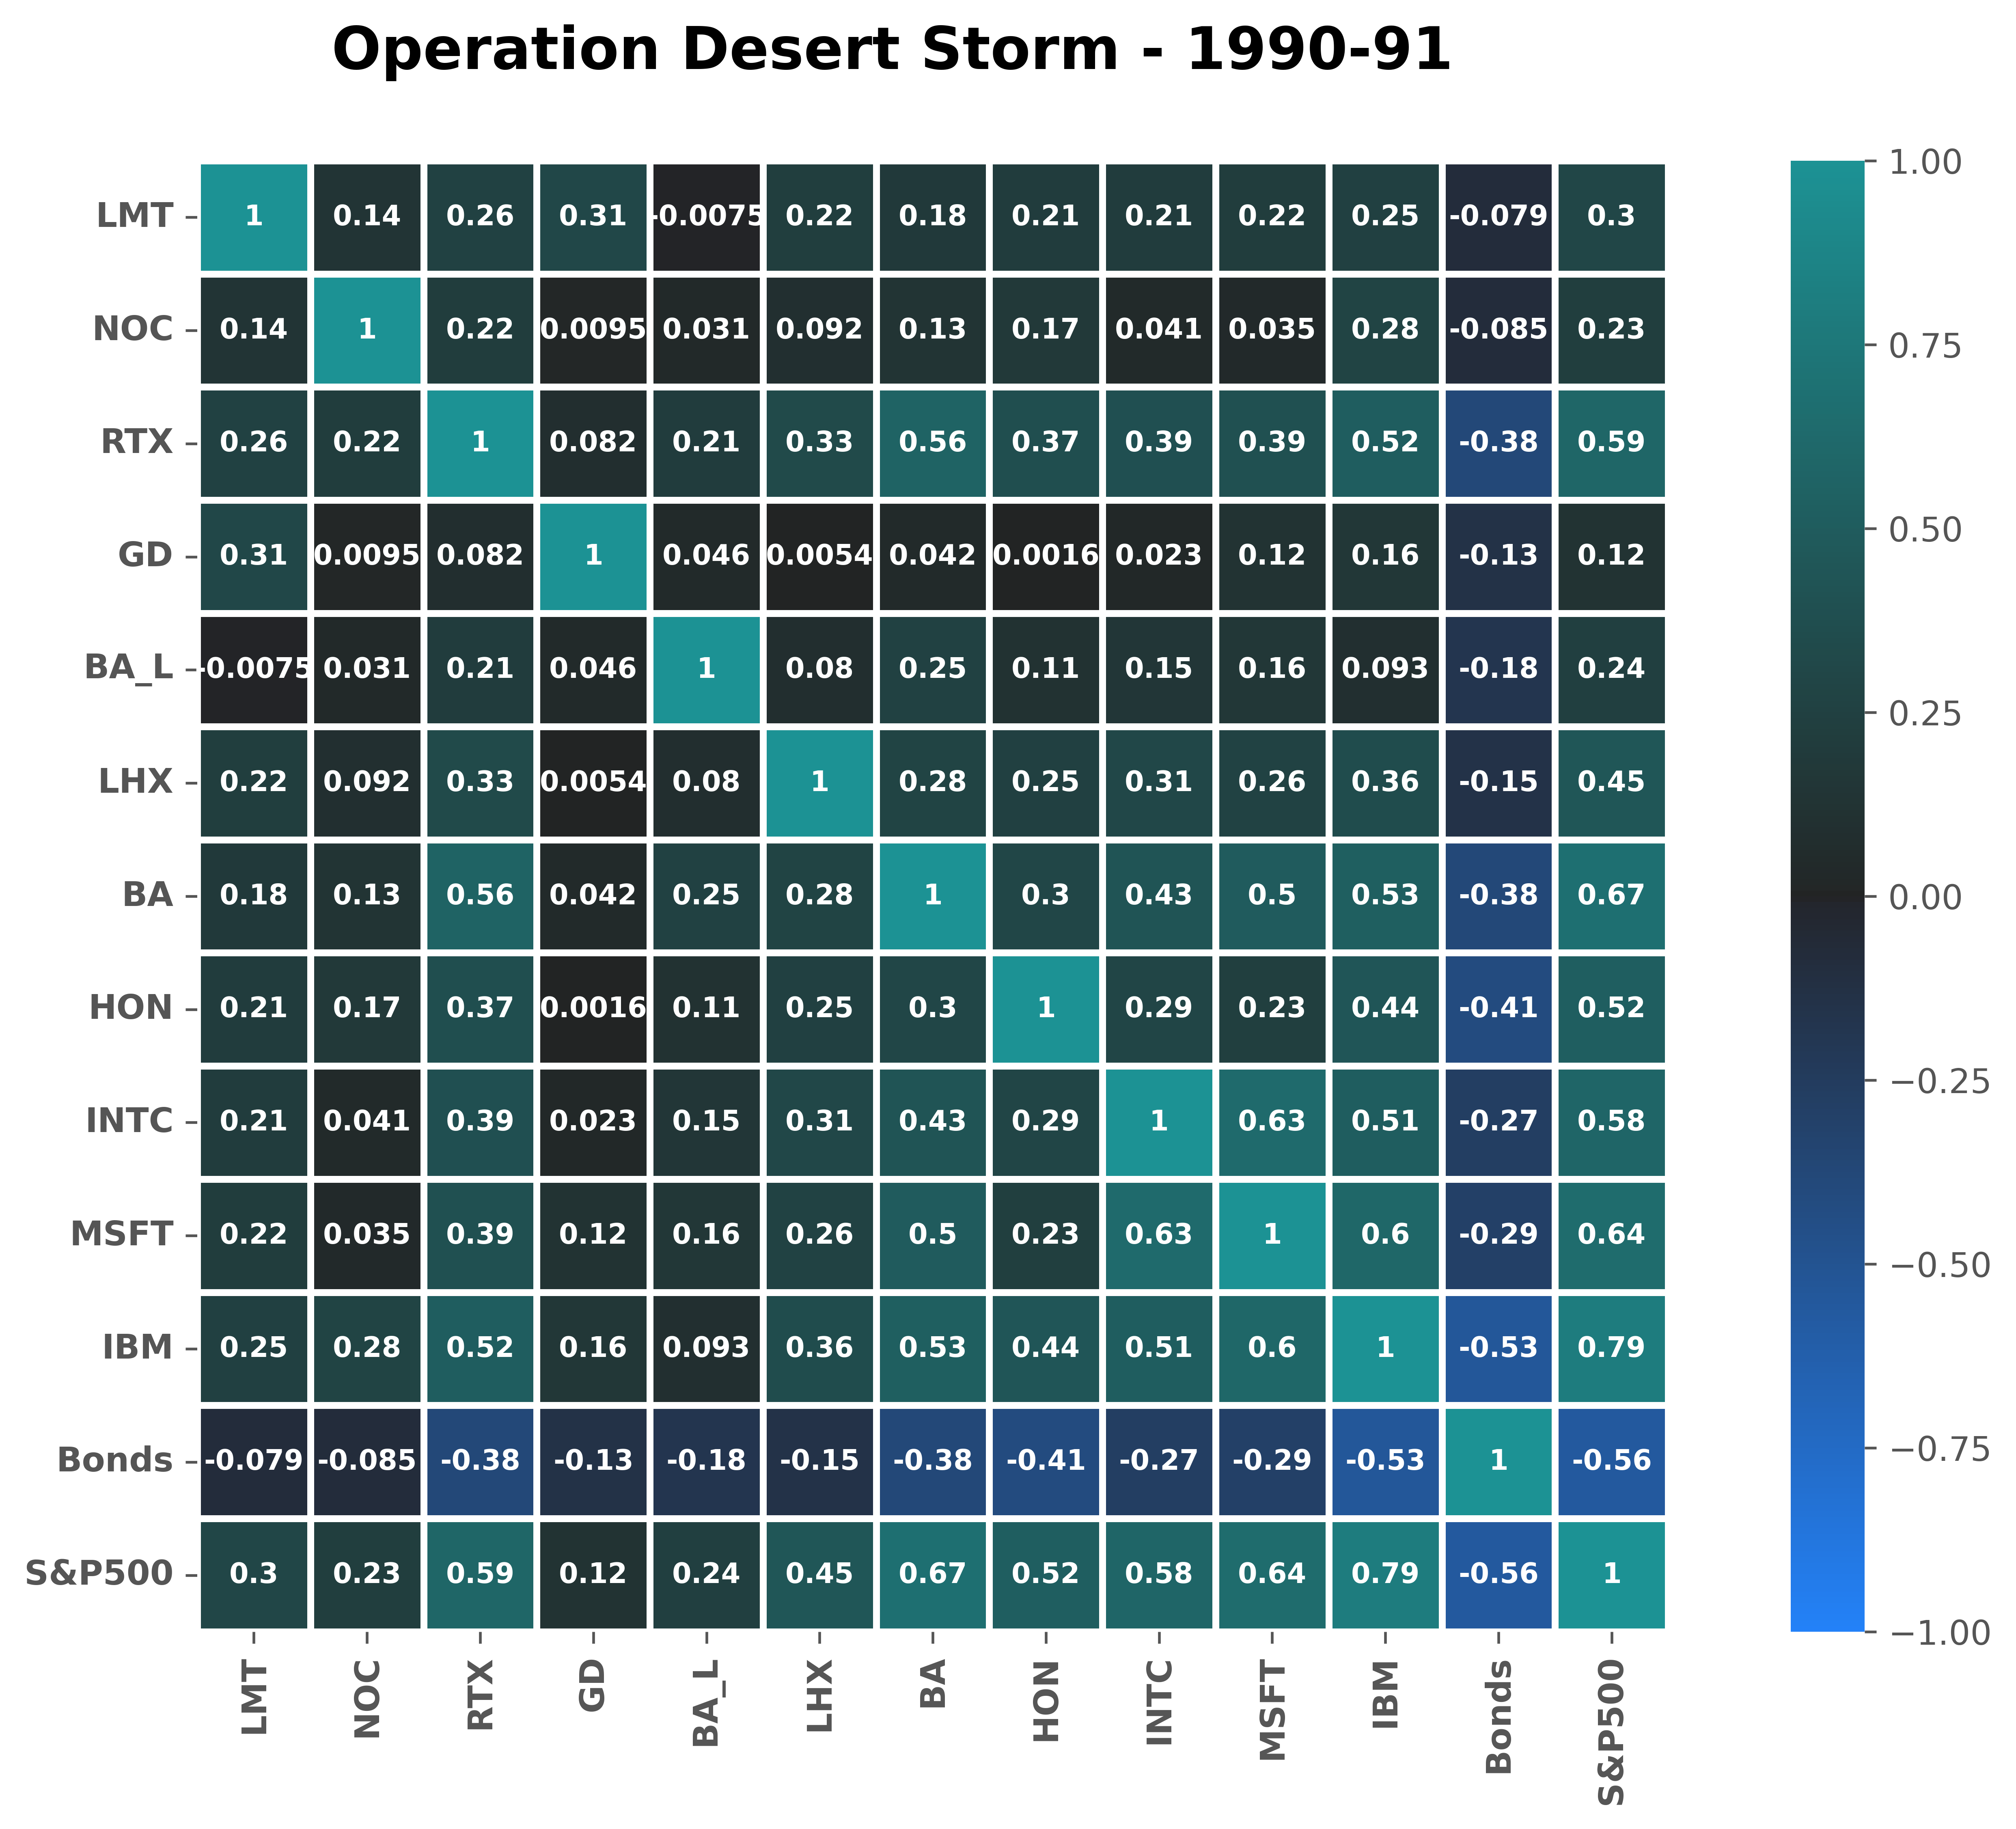 Operation Desert Storm - 1990-91
LMT 1 0.14 0.26 0.31 -0.0075 0.22 0.18 0.21 0.21 0.22 0.25 -0.079 0.3
NOC 0.14 1 0.22 0.0095 0.031 0.092 0.13 0.17 0.041 0.035 0.28 -0.085 0.23
RTX 0.26 0.22 1 0.082 0.21 0.33 0.56 0.37 0.39 0.39 0.52 -0.38 0.59
GD 0.31 0.0095 0.082 1 0.046 0.0054 0.042 0.0016 0.023 0.12 0.16 -0.13 0.12
BA_L -0.0075 0.031 0.21 0.046 1 0.08 0.25 0.11 0.15 0.16 0.093 -0.18 0.24
LHX 0.22 0.092 0.33 0.0054 0.08 1 0.28 0.25 0.31 0.26 0.36 -0.15 0.45
BA 0.18 0.13 0.56 0.042 0.25 0.28 1 0.3 0.43 0.5 0.53 -0.38 0.67
HON 0.21 0.17 0.37 0.0016 0.11 0.25 0.3 1 0.29 0.23 0.44 -0.41 0.52
INTC 0.21 0.041 0.39 0.023 0.15 0.31 0.43 0.29 1 0.63 0.51 -0.27 0.58
MSFT 0.22 0.035 0.39 0.12 0.16 0.26 0.5 0.23 0.63 1 0.6 -0.29 0.64
IBM 0.25 0.28 0.52 0.16 0.093 0.36 0.53 0.44 0.51 0.6 1 -0.53 0.79
Bonds -0.079 -0.085 -0.38 -0.13 -0.18 -0.15 -0.38 -0.41 -0.27 -0.29 -0.53 1 -0.56
S&P500 0.3 0.23 0.59 0.12 0.24 0.45 0.67 0.52 0.58 0.64 0.79 -0.56 1
LMT NOC RTX GD BA_L LHX BA HON INTC MSFT IBM Bonds S&P500
1.00
0.75
0.50
0.25
0.00
−0.25
−0.50
−0.75
−1.00